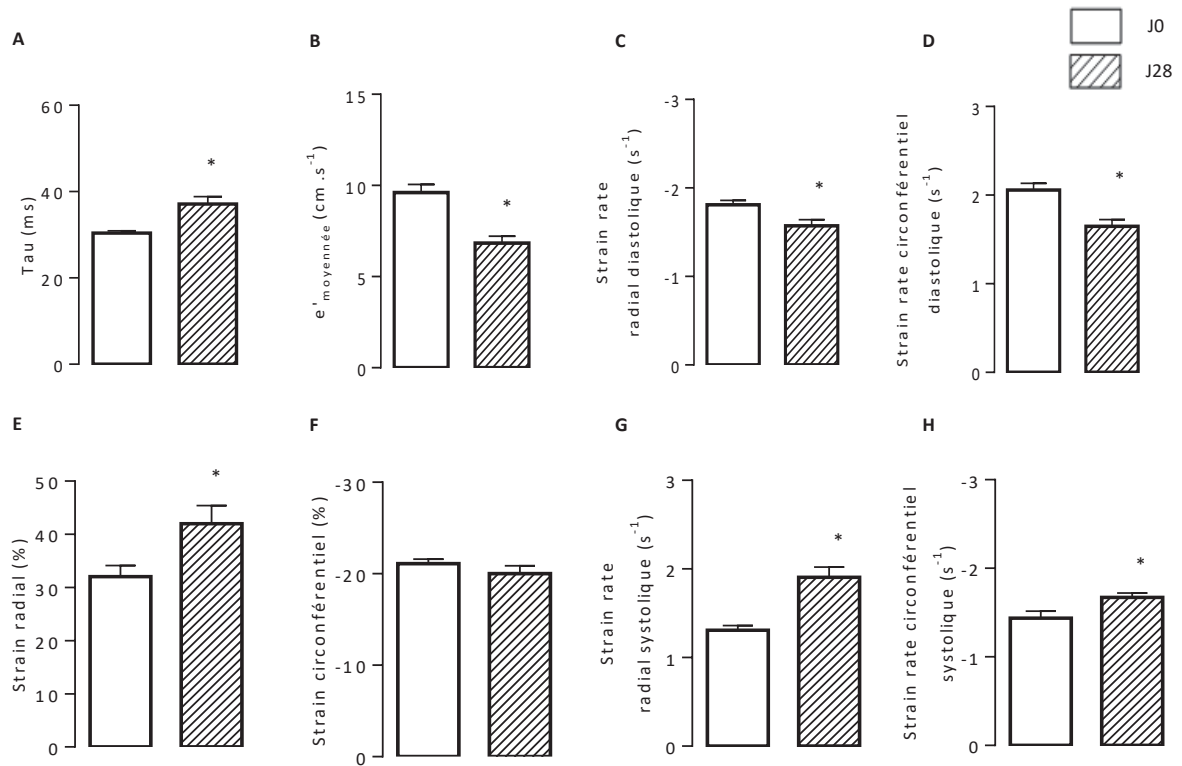 J0
J28
A
B
C
D
60
40
20
0
Tau (ms)
*
15
10
5
0
e'moyennée (cm.s-1)
*
-3
-2
-1
0
Strain rate
radial diastolique (s-1)
*
3
2
1
0
Strain rate circonférentiel
diastolique (s-1)
*
E
F
G
H
50
40
30
20
10
0
Strain radial (%)
*
-30
-20
-10
0
Strain circonférentiel (%)
3
2
1
0
Strain rate
radial systolique (s-1)
*
-3
-2
-1
0
Strain rate circonférentiel
systolique (s-1)
*